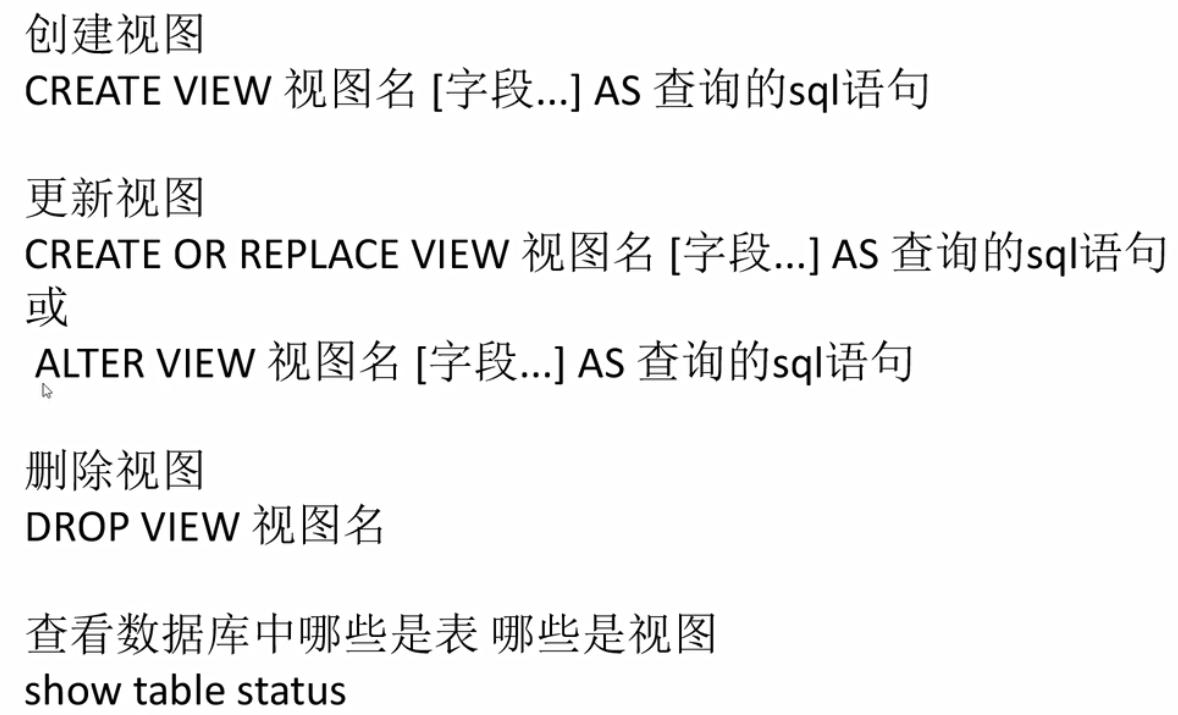 创建视图
CREATE VIEW 视图名 [字段...] AS 查询的sql语句
更新视图
CREATE OR REPLACE VIEW 视图名 [字段...] AS 查询的sql语句
或
ALTER VIEW 视图名 [字段...] AS 查询的sql语句
删除视图
DROP VIEW 视图名
查看数据库中哪些是表 哪些是视图
show table status